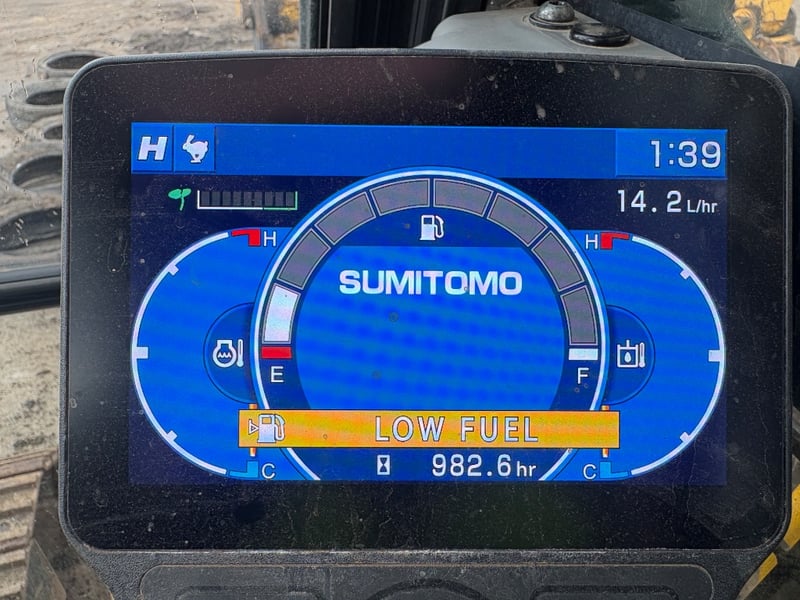 H 1:39
14.2 L/hr
H H
SUMITOMO
E F
LOW FUEL
C 982.6 hr C